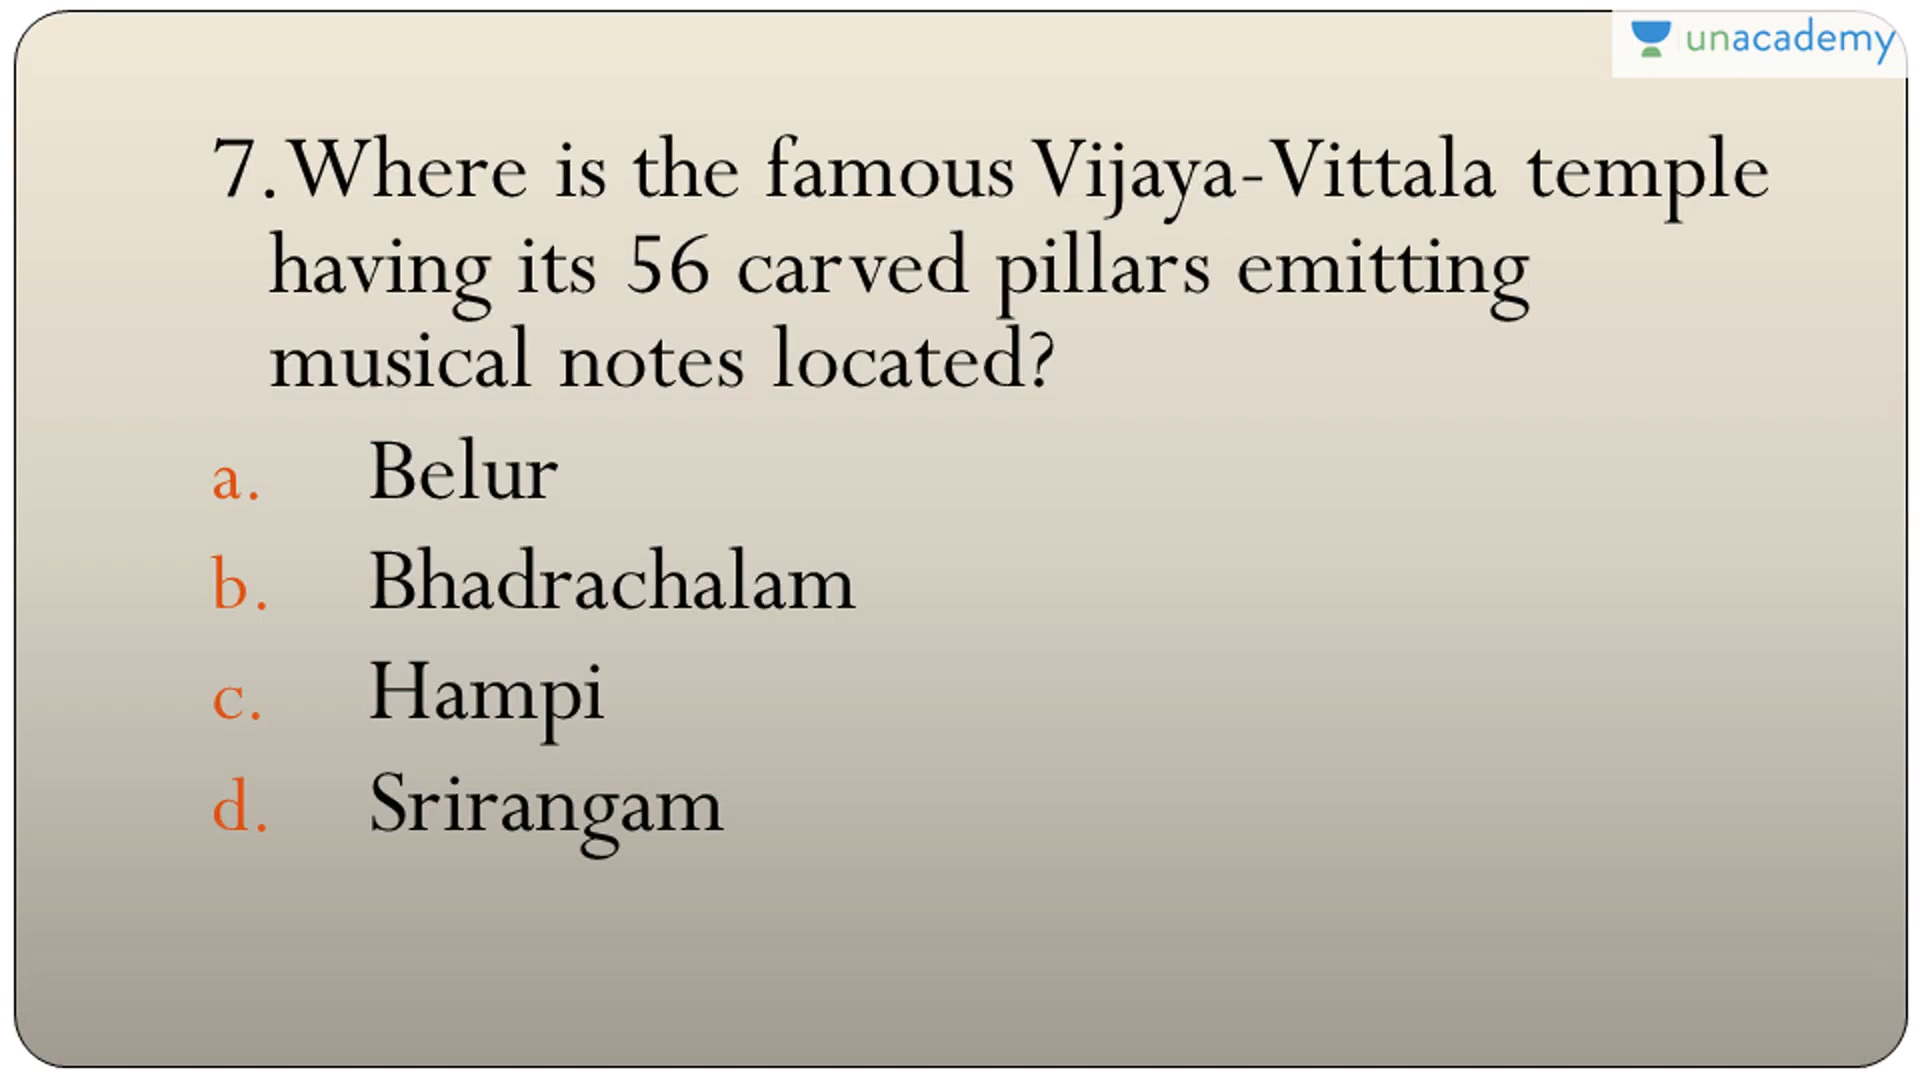 unacademy
7. Where is the famous Vijaya-Vittala temple
having its 56 carved pillars emitting
musical notes located?
a. Belur
b. Bhadrachalam
c. Hampi
d. Srirangam